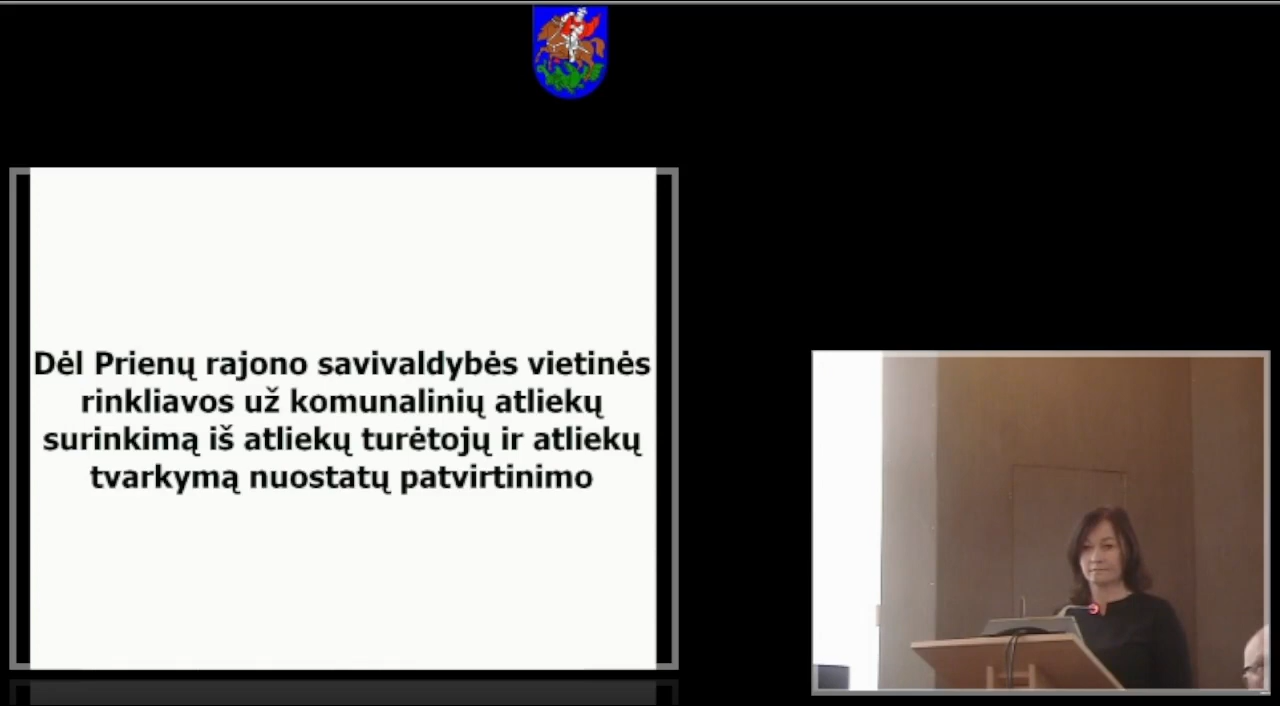 Dėl Prienų rajono savivaldybės vietinės
rinkliavos už komunalinių atliekų
surinkimą iš atliekų turėtojų ir atliekų
tvarkymą nuostatų patvirtinimo